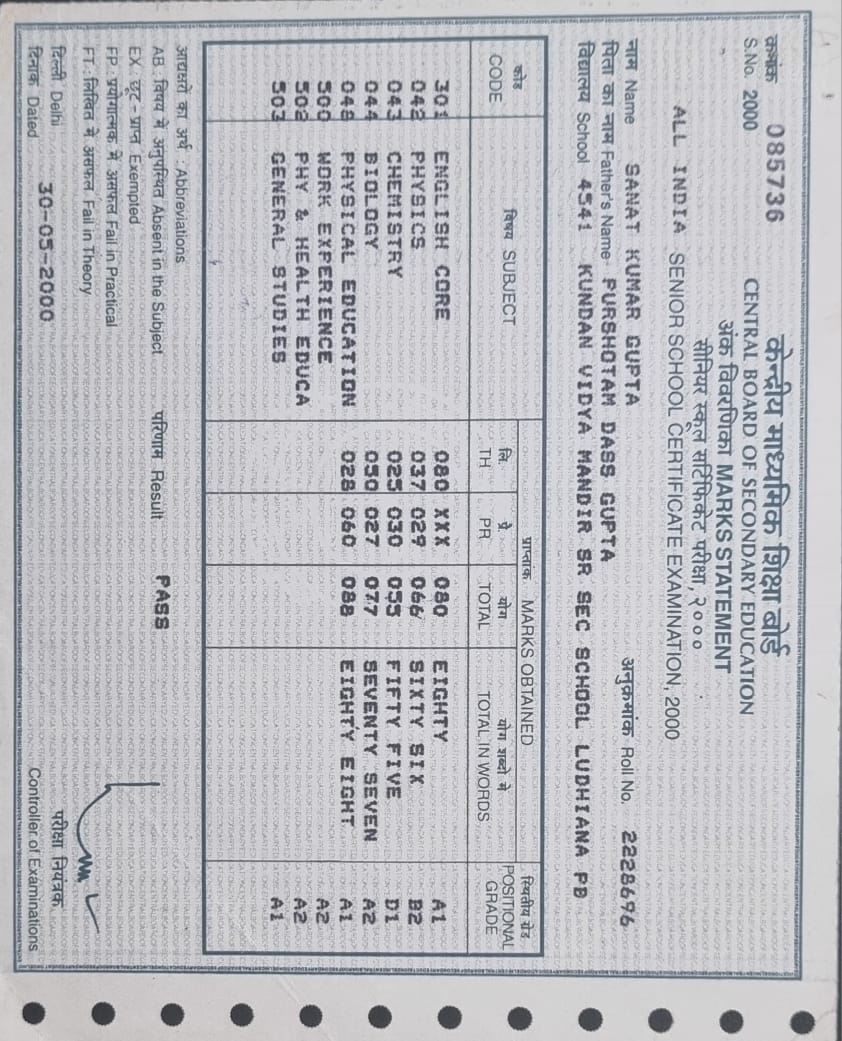 क्रमांक 085736
S.No. 2000
केन्द्रीय माध्यमिक शिक्षा बोर्ड
CENTRAL BOARD OF SECONDARY EDUCATION
अंक विवरणिका MARKS STATEMENT
सीनियर स्कूल सर्टिफिकेट परीक्षा, २०००
ALL INDIA SENIOR SCHOOL CERTIFICATE EXAMINATION, 2000
नाम Name SANAT KUMAR GUPTA अनुक्रमांक Roll No. 2228696
पिता का नाम Father's Name PURSHOTAM DASS GUPTA
विद्यालय School 4541 KUNDAN VIDYA MANDIR SR SEC SCHOOL LUDHIANA PB
कोड CODE विषय SUBJECT प्राप्तांक MARKS OBTAINED स्थितीय ग्रेड POSITIONAL GRADE
लि. TH प्रे. PR योग TOTAL योग शब्दों में TOTAL IN WORDS
301 ENGLISH CORE 080 XXX 080 EIGHTY A1
042 PHYSICS 037 029 066 SIXTY SIX B2
043 CHEMISTRY 025 030 055 FIFTY FIVE D1
044 BIOLOGY 050 027 077 SEVENTY SEVEN A2
048 PHYSICAL EDUCATION 028 060 088 EIGHTY EIGHT A1
500 WORK EXPERIENCE A2
502 PHY & HEALTH EDUCA A2
503 GENERAL STUDIES A1
आद्यक्षरों का अर्थ : Abbreviations
AB विषय में अनुपस्थित Absent in the Subject परिणाम Result PASS
EX : छूट - प्राप्त Exempted
FP प्रयोगात्मक में असफल Fail in Practical
FT : लिखित में असफल Fail in Theory
दिल्ली Delhi
दिनांक Dated 30-05-2000
परीक्षा नियंत्रक
Controller of Examinations